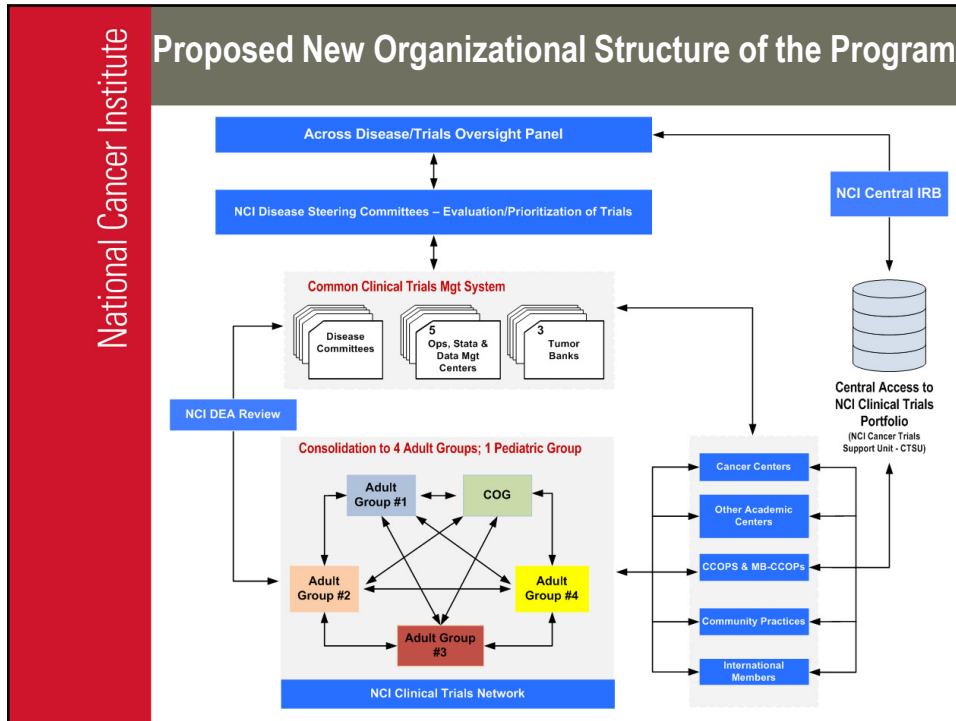 National Cancer Institute
Proposed New Organizational Structure of the Program
Across Disease/Trials Oversight Panel
NCI Disease Steering Committees – Evaluation/Prioritization of Trials
NCI Central IRB
Common Clinical Trials Mgt System
Disease
Committees
5
Ops, Stata &
Data Mgt
Centers
3
Tumor
Banks
Central Access to
NCI Clinical Trials
Portfolio
(NCI Cancer Trials
Support Unit - CTSU)
NCI DEA Review
Consolidation to 4 Adult Groups; 1 Pediatric Group
Adult
Group #1
COG
Adult
Group #2
Adult
Group #4
Adult Group
#3
NCI Clinical Trials Network
Cancer Centers
Other Academic
Centers
CCOPS & MB-CCOPs
Community Practices
International
Members